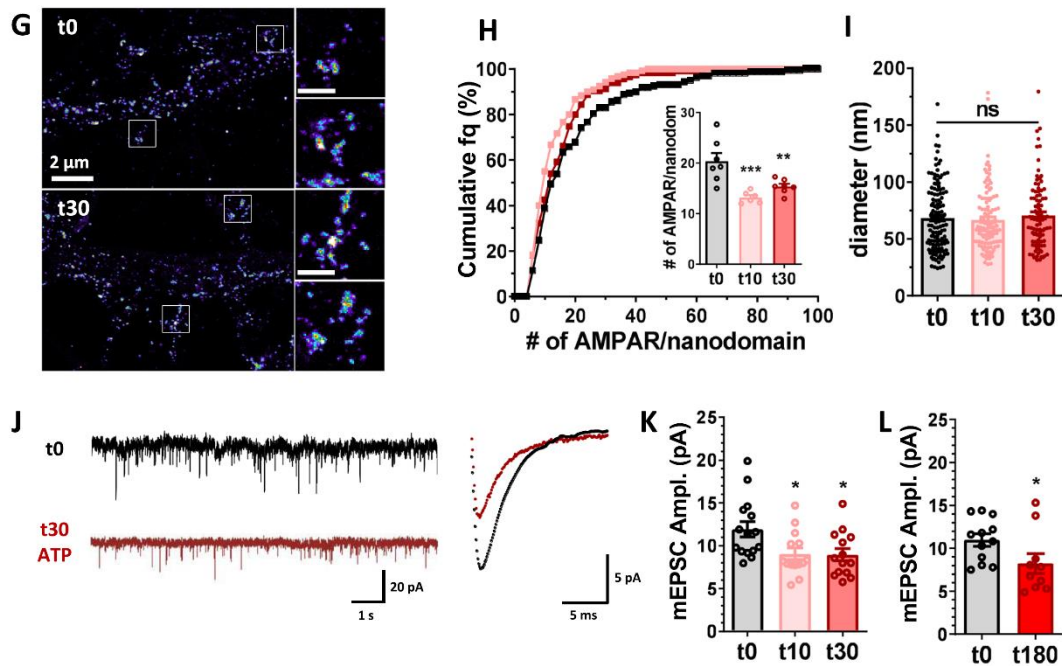 G
t0
2 µm
t30
H
Cumulative fq (%)
100
80
60
40
20
0
0 20 40 60 80 100
# of AMPAR/nanodomain
# of AMPAR/nanodom
30
20
10
0
*** **
t0 t10 t30
I
diameter (nm)
200
150
100
50
0
ns
t0 t10 t30
J
t0
t30
ATP
20 pA
1 s
5 pA
5 ms
K
mEPSC Ampl. (pA)
25
20
15
10
5
0
* *
t0 t10 t30
L
mEPSC Ampl. (pA)
25
20
15
10
5
0
*
t0 t180